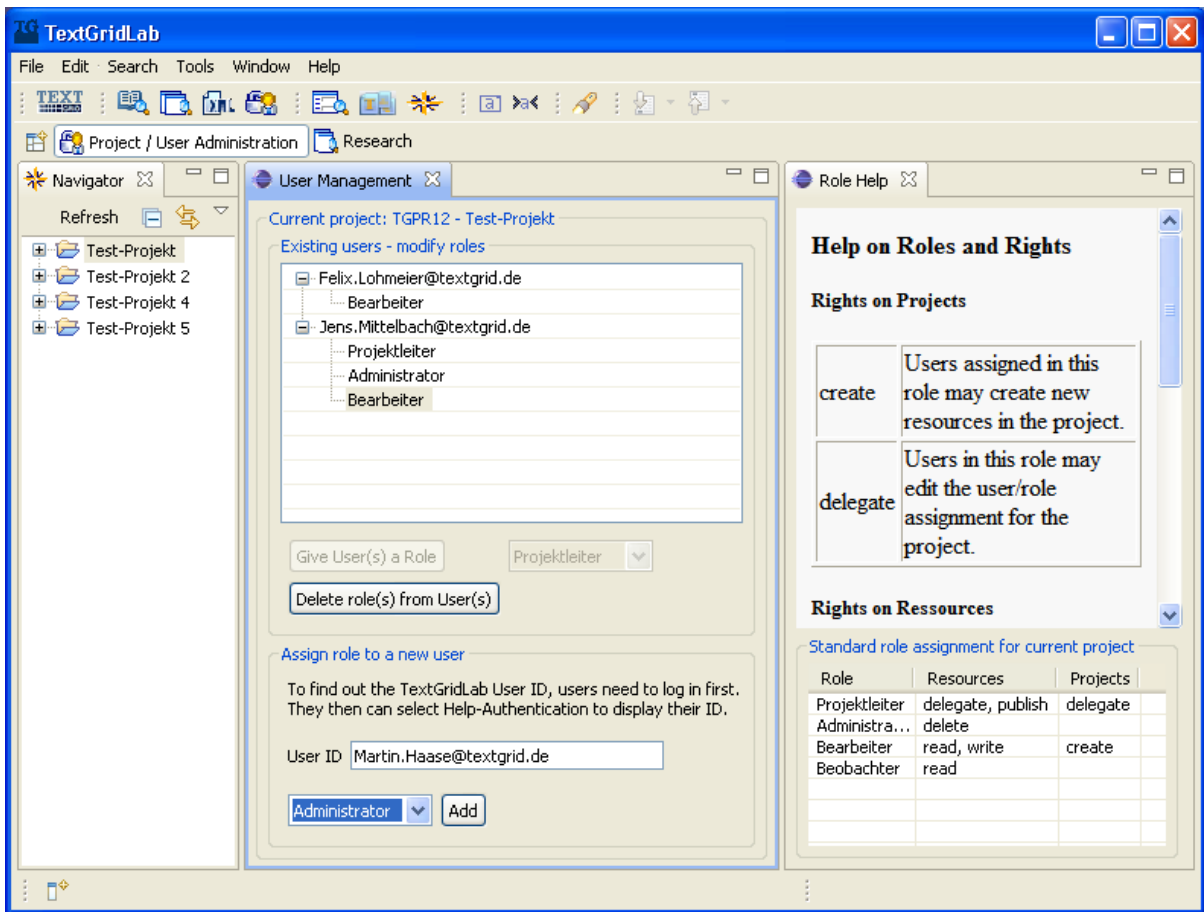 TG TextGridLab
File Edit Search Tools Window Help
TEXT
Project / User Administration Research
Navigator
Refresh
Test-Projekt
Test-Projekt 2
Test-Projekt 4
Test-Projekt 5
User Management
Current project: TGPR12 - Test-Projekt
Existing users - modify roles
Felix.Lohmeier@textgrid.de
Bearbeiter
Jens.Mittelbach@textgrid.de
Projektleiter
Administrator
Bearbeiter
Give User(s) a Role Projektleiter
Delete role(s) from User(s)
Assign role to a new user
To find out the TextGridLab User ID, users need to log in first.
They then can select Help-Authentication to display their ID.
User ID Martin.Haase@textgrid.de
Administrator Add
Role Help
Help on Roles and Rights
Rights on Projects
create Users assigned in this
role may create new
resources in the project.
delegate Users in this role may
edit the user/role
assignment for the
project.
Rights on Ressources
Standard role assignment for current project
Role Resources Projects
Projektleiter delegate, publish delegate
Administra... delete
Bearbeiter read, write create
Beobachter read